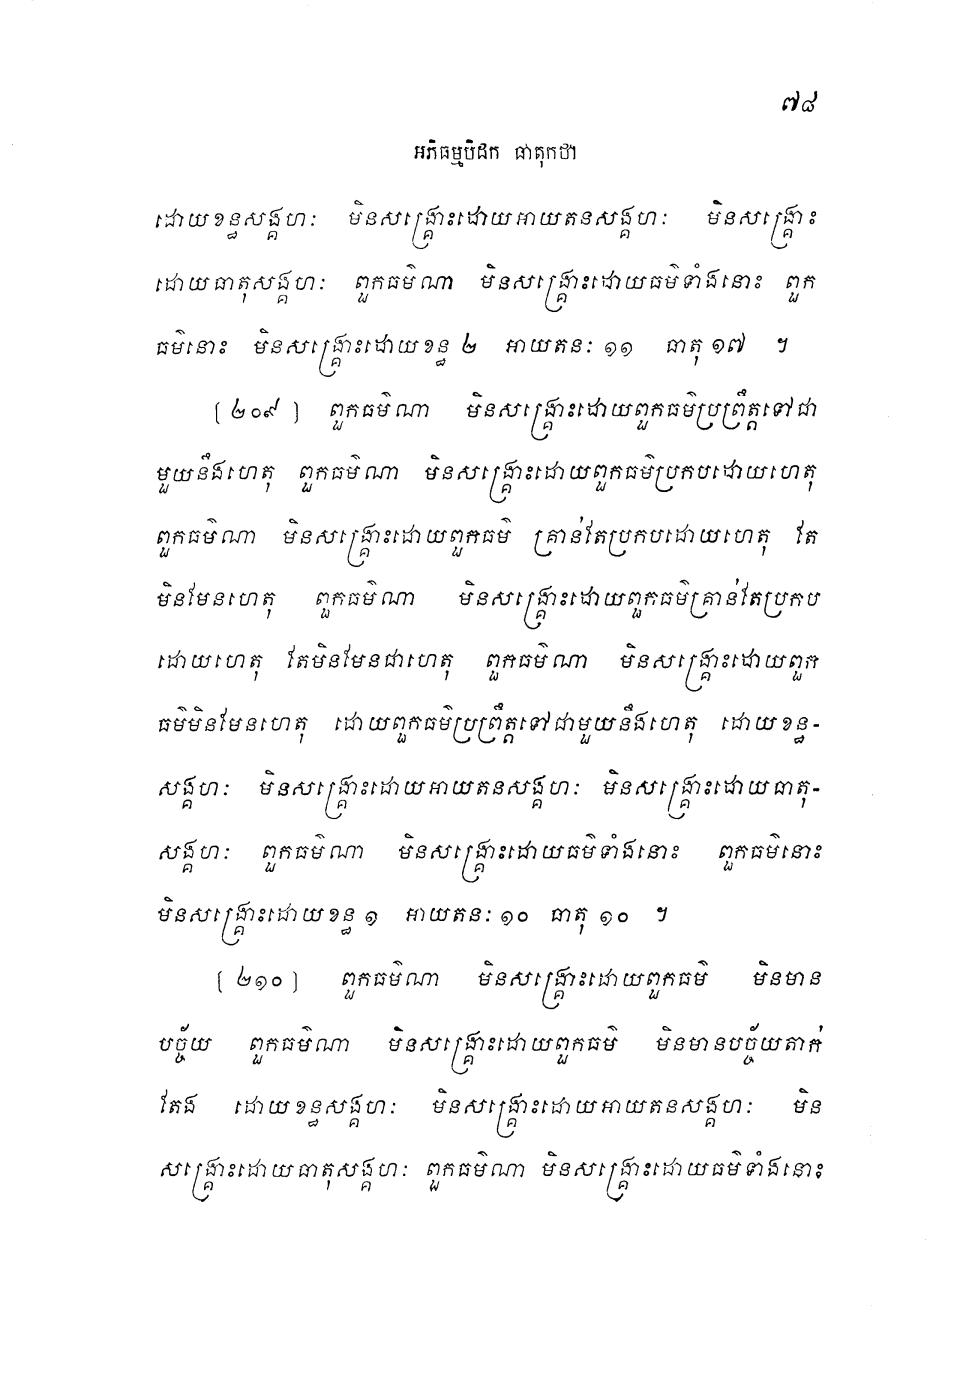 ៧៨
អភិធម្មបិដក ធាតុកថា
ដោយខន្ធសង្គហៈ មិនសង្គ្រោះដោយអាយតនសង្គហៈ មិនសង្គ្រោះ
ដោយធាតុសង្គហៈ ពួកធម៌ណា មិនសង្គ្រោះដោយធម៌ទាំងនោះ ពួក
ធម៌នោះ មិនសង្គ្រោះដោយខន្ធ ២ អាយតនៈ ១១ ធាតុ ១៧ ។
[ ២០៩ ] ពួកធម៌ណា មិនសង្គ្រោះដោយពួកធម៌ប្រព្រឹត្តទៅជា
មួយនឹងហេតុ ពួកធម៌ណា មិនសង្គ្រោះដោយពួកធម៌ប្រកបដោយហេតុ
ពួកធម៌ណា មិនសង្គ្រោះដោយពួកធម៌ គ្រាន់តែប្រកបដោយហេតុ តែ
មិនមែនហេតុ ពួកធម៌ណា មិនសង្គ្រោះដោយពួកធម៌គ្រាន់តែប្រកប
ដោយហេតុ តែមិនមែនជាហេតុ ពួកធម៌ណា មិនសង្គ្រោះដោយពួក
ធម៌មិនមែនហេតុ ដោយពួកធម៌ប្រព្រឹត្តទៅជាមួយនឹងហេតុ ដោយខន្ធ-
សង្គហៈ មិនសង្គ្រោះដោយអាយតនសង្គហៈ មិនសង្គ្រោះដោយធាតុ-
សង្គហៈ ពួកធម៌ណា មិនសង្គ្រោះដោយធម៌ទាំងនោះ ពួកធម៌នោះ
មិនសង្គ្រោះដោយខន្ធ ១ អាយតនៈ ១០ ធាតុ ១០ ។
[ ២១០ ] ពួកធម៌ណា មិនសង្គ្រោះដោយពួកធម៌ មិនមាន
បច្ច័យ ពួកធម៌ណា មិនសង្គ្រោះដោយពួកធម៌ មិនមានបច្ច័យតាក់
តែង ដោយខន្ធសង្គហៈ មិនសង្គ្រោះដោយអាយតនសង្គហៈ មិន
សង្គ្រោះដោយធាតុសង្គហៈ ពួកធម៌ណា មិនសង្គ្រោះដោយធម៌ទាំងនោះ